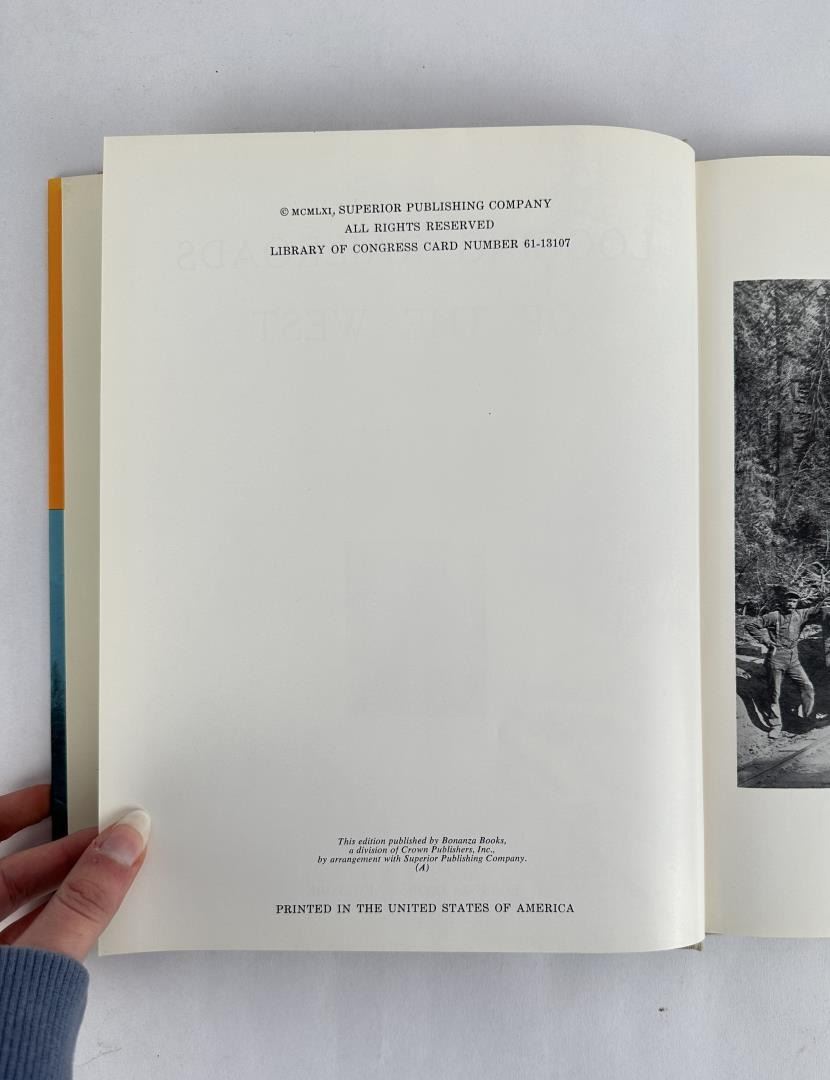 © MCMLXI, SUPERIOR PUBLISHING COMPANY
ALL RIGHTS RESERVED
LIBRARY OF CONGRESS CARD NUMBER 61-13107
This edition published by Bonanza Books,
a division of Crown Publishers, Inc.,
by arrangement with Superior Publishing Company.
(A)
PRINTED IN THE UNITED STATES OF AMERICA